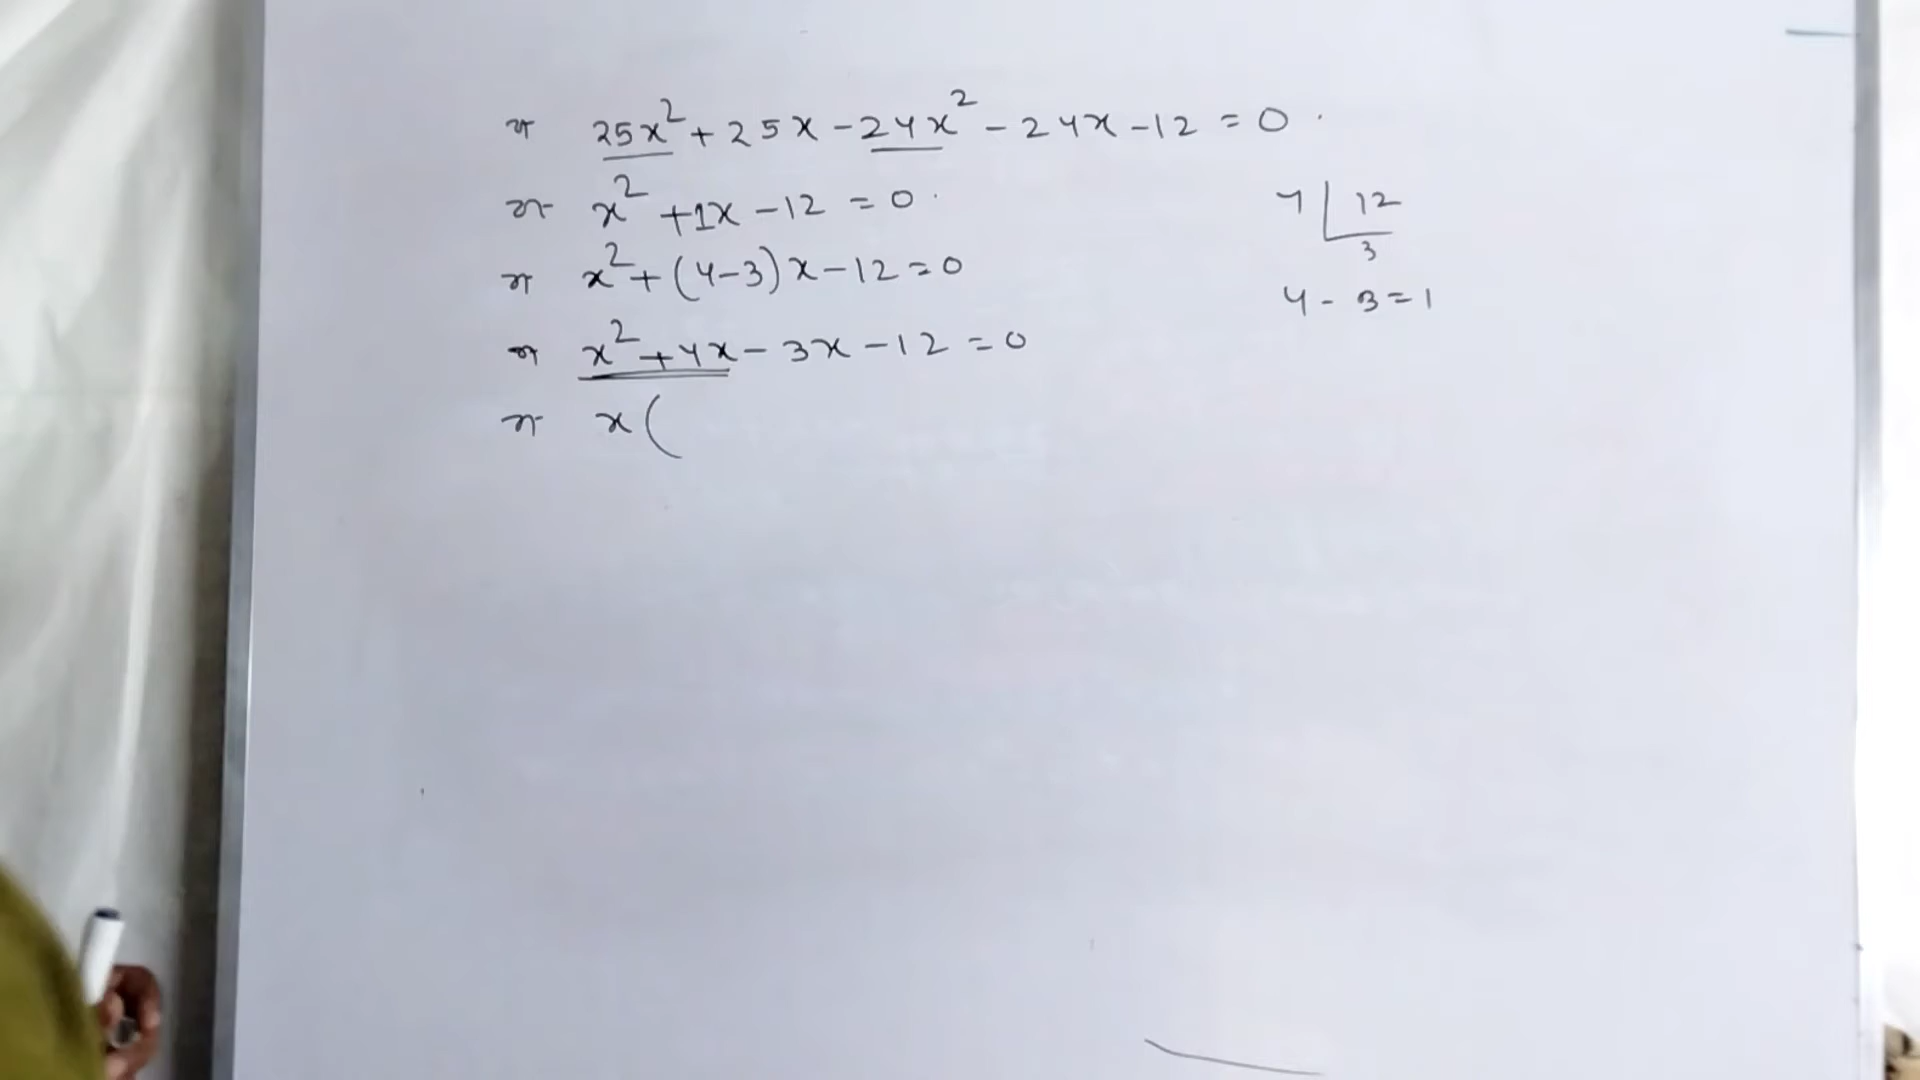 वा 25x² + 25x - 24x² - 24x - 12 = 0
वा x² + 1x - 12 = 0
वा x² + (4-3)x - 12 = 0
वा x² + 4x - 3x - 12 = 0
वा x(
4 | 12
3
4 - 3 = 1